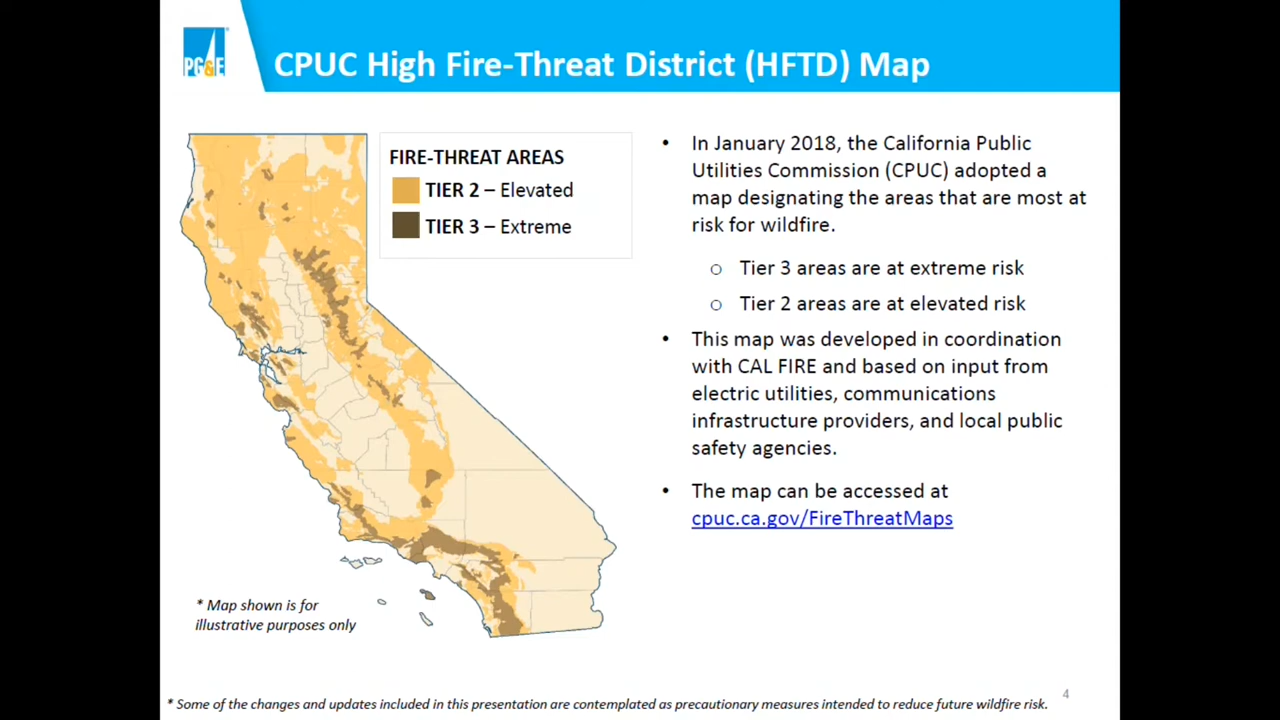 PG&E
CPUC High Fire-Threat District (HFTD) Map
FIRE-THREAT AREAS
TIER 2 – Elevated
TIER 3 – Extreme
* Map shown is for
illustrative purposes only
• In January 2018, the California Public
Utilities Commission (CPUC) adopted a
map designating the areas that are most at
risk for wildfire.
o Tier 3 areas are at extreme risk
o Tier 2 areas are at elevated risk
• This map was developed in coordination
with CAL FIRE and based on input from
electric utilities, communications
infrastructure providers, and local public
safety agencies.
• The map can be accessed at
cpuc.ca.gov/FireThreatMaps
4
* Some of the changes and updates included in this presentation are contemplated as precautionary measures intended to reduce future wildfire risk.